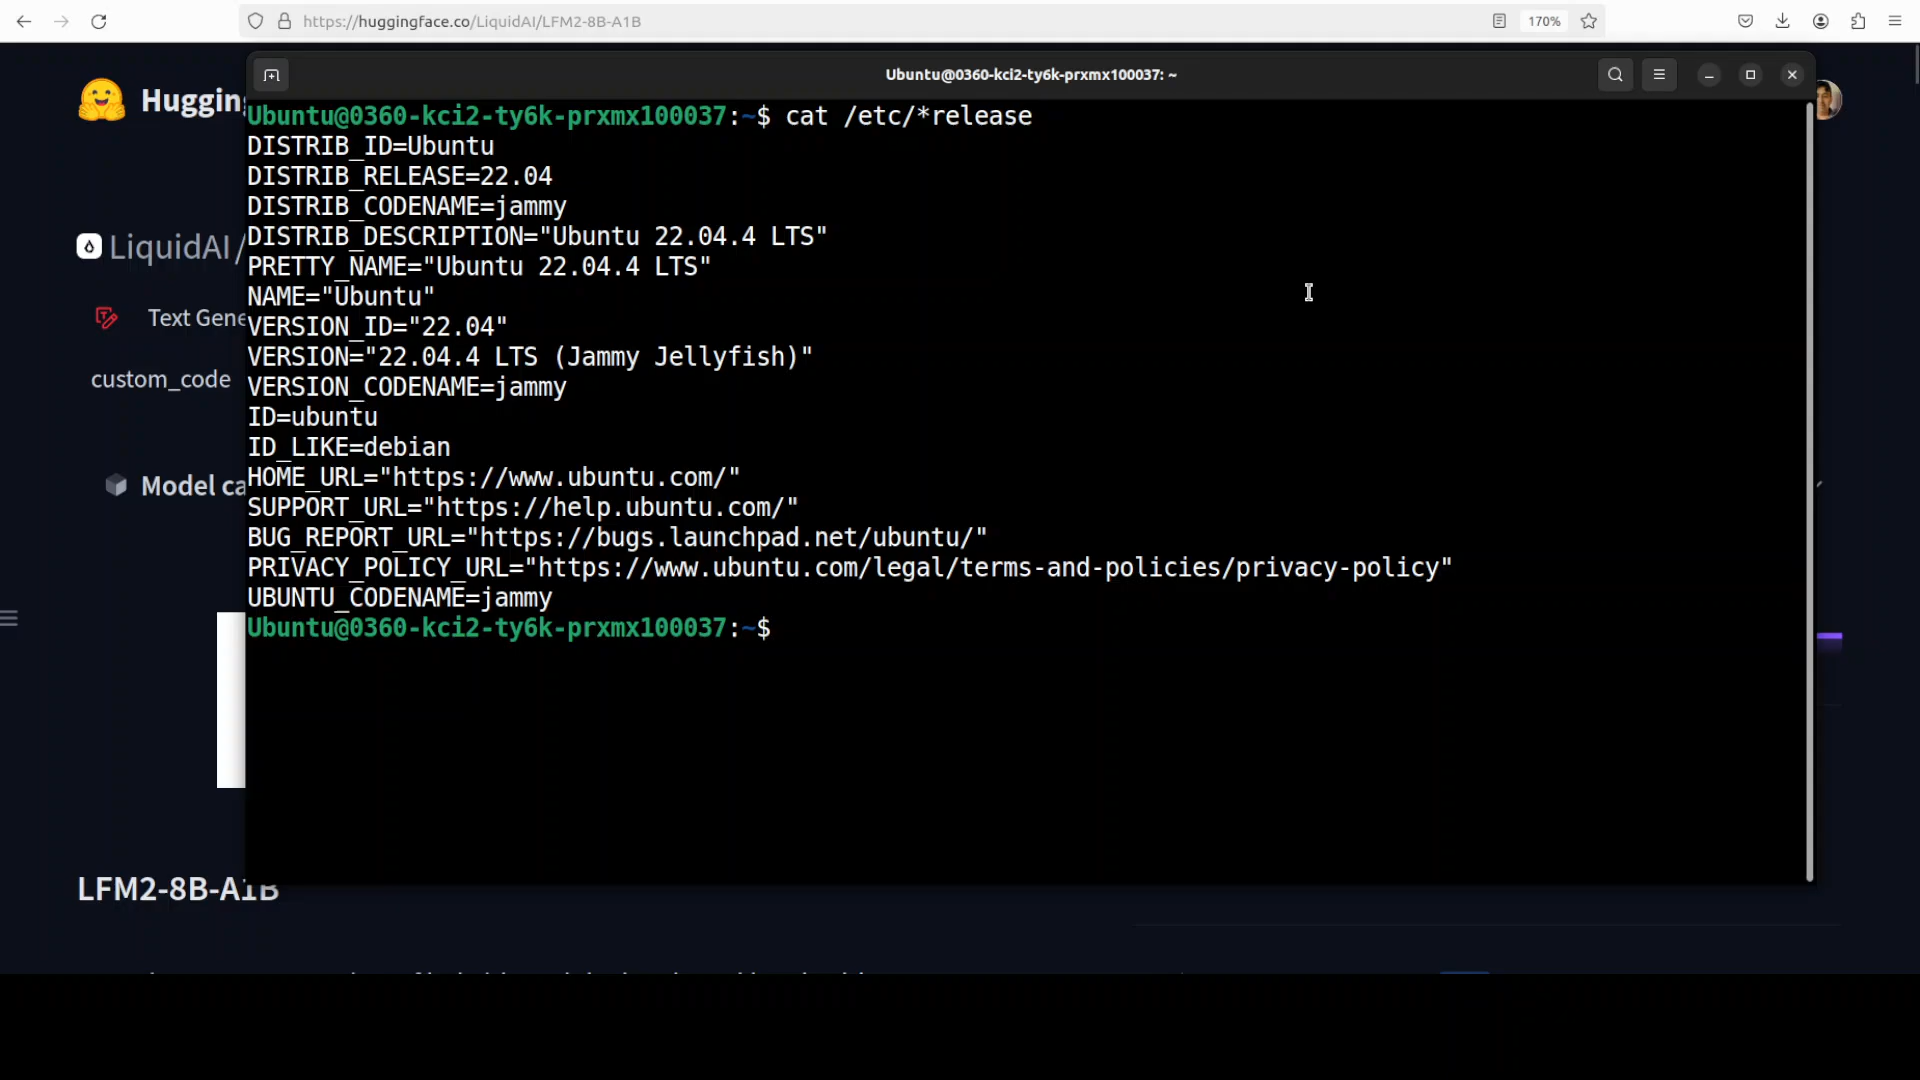 https://huggingface.co/LiquidAI/LFM2-8B-A1B
170%
Ubuntu@0360-kci2-ty6k-prxmx100037: ~
Ubuntu@0360-kci2-ty6k-prxmx100037:~$ cat /etc/*release
DISTRIB_ID=Ubuntu
DISTRIB_RELEASE=22.04
DISTRIB_CODENAME=jammy
DISTRIB_DESCRIPTION="Ubuntu 22.04.4 LTS"
PRETTY_NAME="Ubuntu 22.04.4 LTS"
NAME="Ubuntu"
VERSION_ID="22.04"
VERSION="22.04.4 LTS (Jammy Jellyfish)"
VERSION_CODENAME=jammy
ID=ubuntu
ID_LIKE=debian
HOME_URL="https://www.ubuntu.com/"
SUPPORT_URL="https://help.ubuntu.com/"
BUG_REPORT_URL="https://bugs.launchpad.net/ubuntu/"
PRIVACY_POLICY_URL="https://www.ubuntu.com/legal/terms-and-policies/privacy-policy"
UBUNTU_CODENAME=jammy
Ubuntu@0360-kci2-ty6k-prxmx100037:~$
Hugging
LiquidAI/
Text Gene
custom_code
Model ca
LFM2-8B-A1B